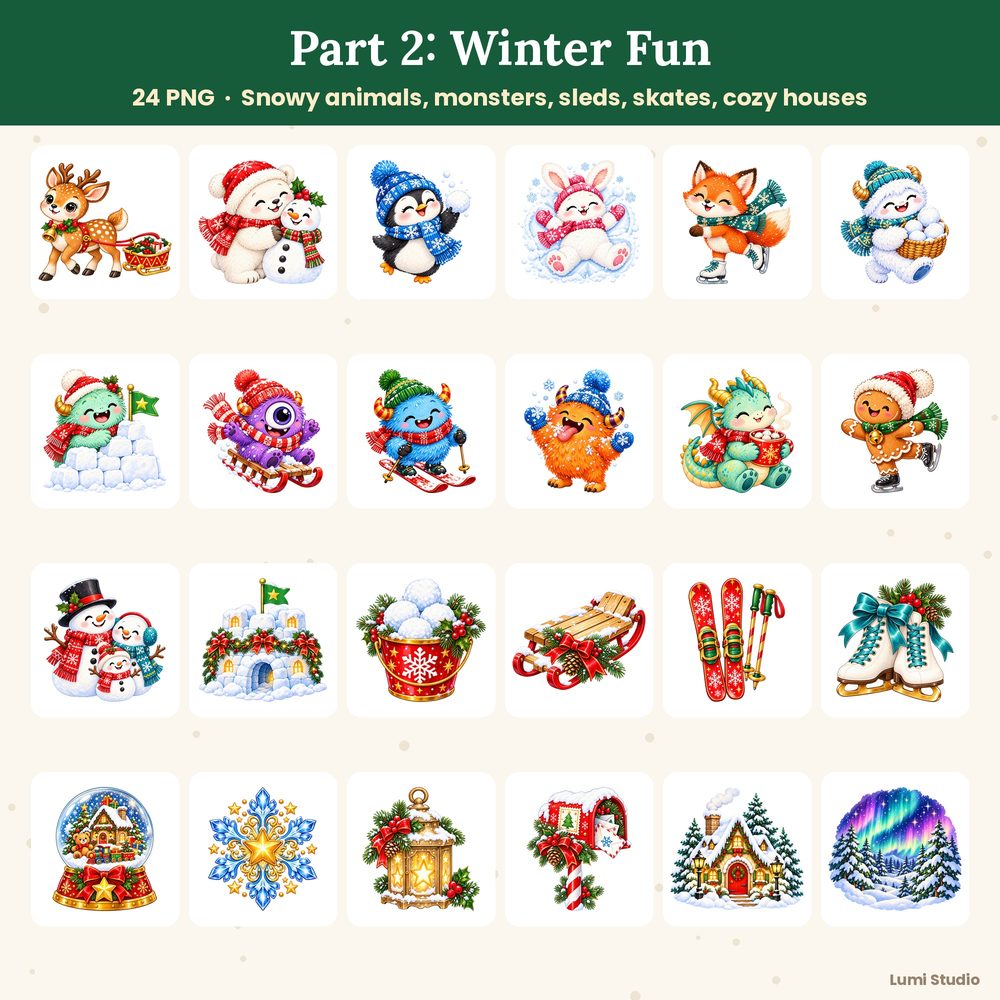 Part 2: Winter Fun
24 PNG · Snowy animals, monsters, sleds, skates, cozy houses
Lumi Studio